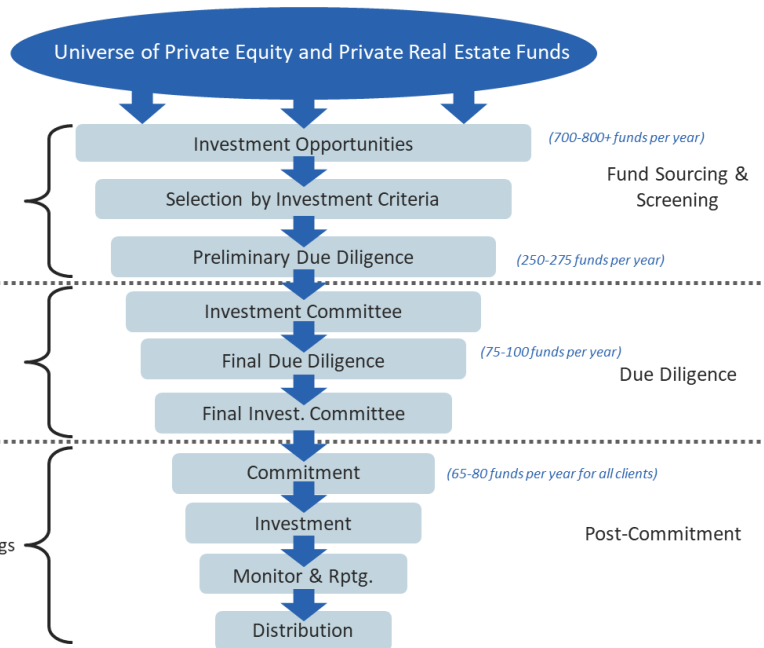 Universe of Private Equity and Private Real Estate Funds
Investment Opportunities
(700-800+ funds per year)
Fund Sourcing &
Screening
Selection by Investment Criteria
Preliminary Due Diligence
(250-275 funds per year)
Investment Committee
Final Due Diligence
(75-100 funds per year)
Due Diligence
Final Invest. Committee
Commitment
(65-80 funds per year for all clients)
Investment
Post-Commitment
gs
Monitor & Rptg.
Distribution